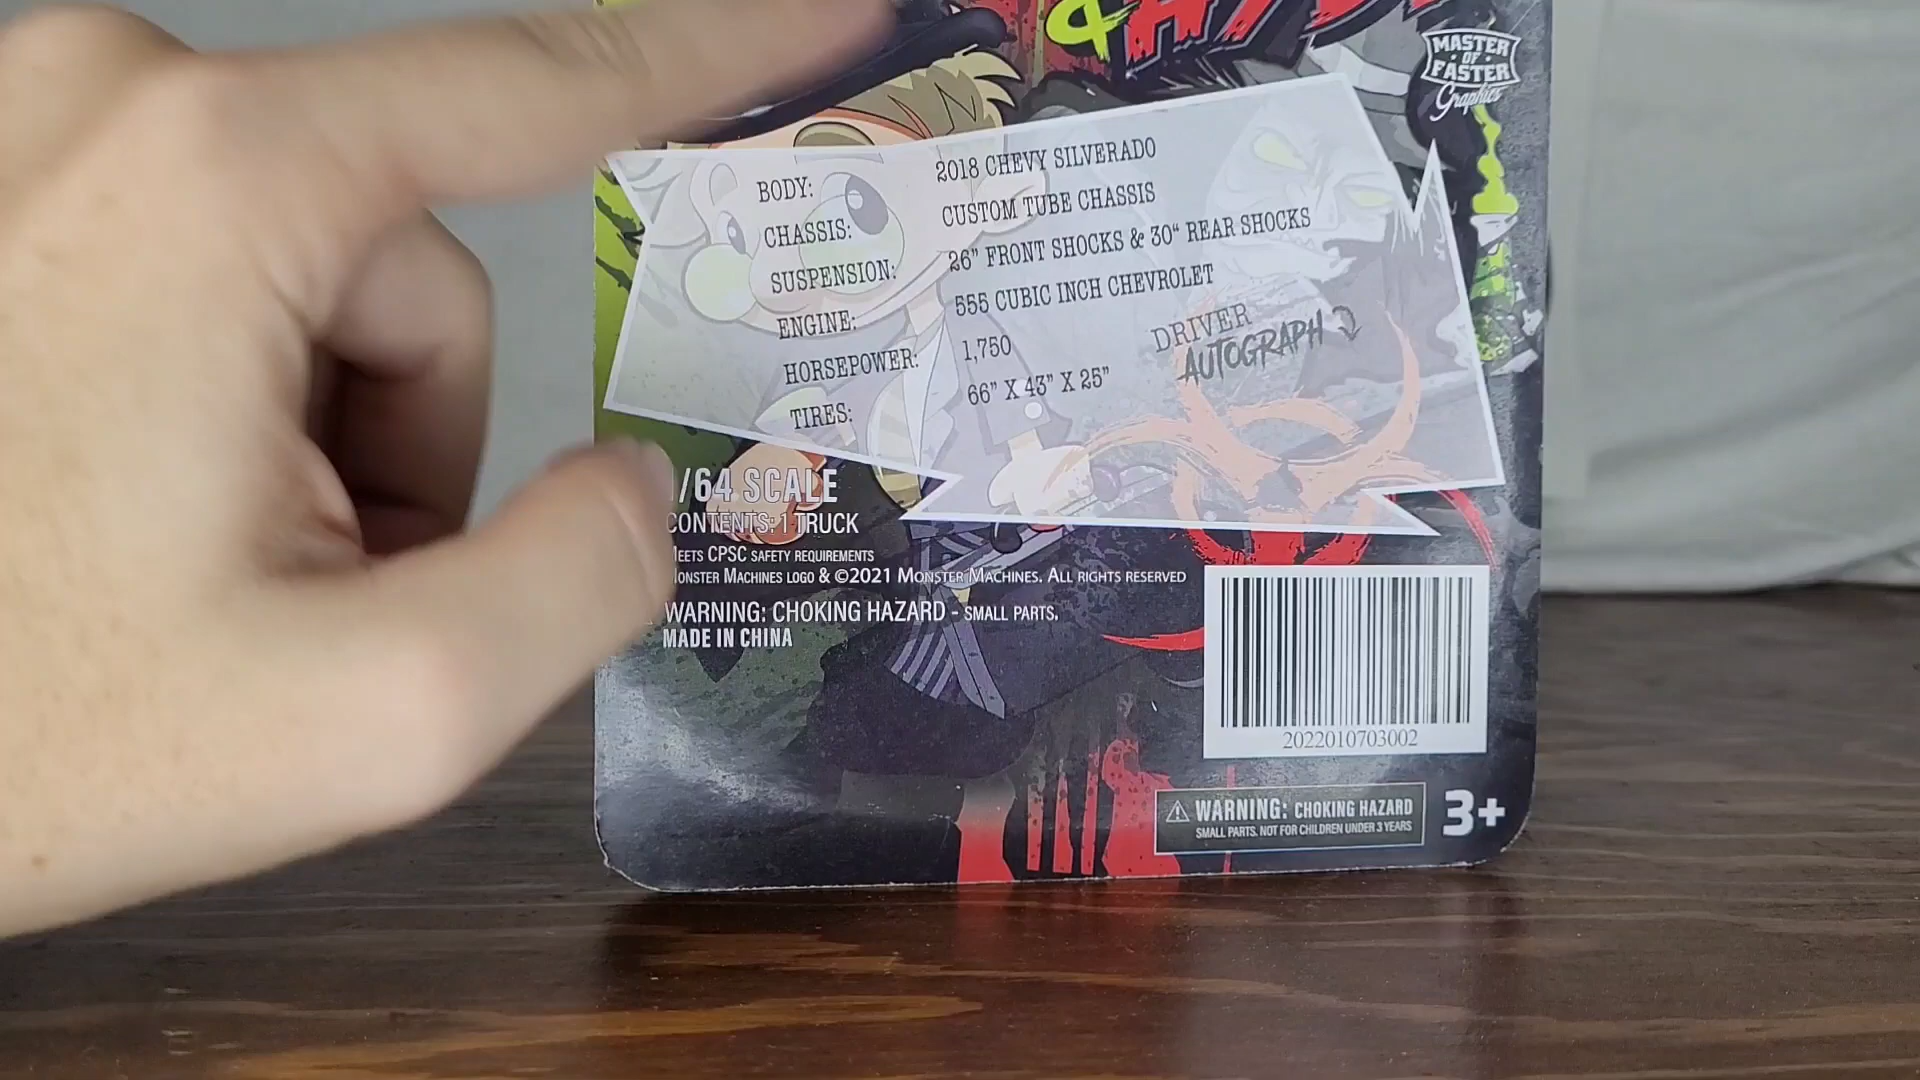 &
MASTER
OF
FASTER
Graphics
BODY: 2018 CHEVY SILVERADO
CHASSIS: CUSTOM TUBE CHASSIS
SUSPENSION: 26” FRONT SHOCKS & 30“ REAR SHOCKS
ENGINE: 555 CUBIC INCH CHEVROLET
HORSEPOWER: 1,750
TIRES: 66” X 43” X 25”
DRIVER
AUTOGRAPH
/64 SCALE
CONTENTS: 1 TRUCK
MEETS CPSC SAFETY REQUIREMENTS
MONSTER MACHINES LOGO & ©2021 MONSTER MACHINES. ALL RIGHTS RESERVED
WARNING: CHOKING HAZARD - SMALL PARTS.
MADE IN CHINA
2022010703002
WARNING: CHOKING HAZARD
SMALL PARTS. NOT FOR CHILDREN UNDER 3 YEARS
3+